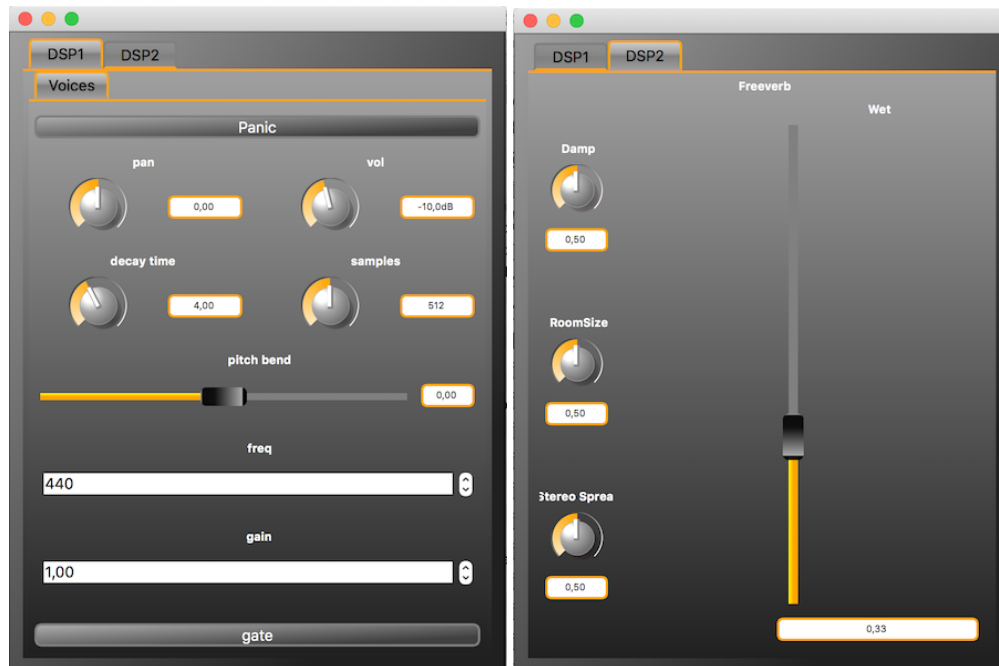 DSP1 DSP2
Voices
Panic
pan vol
0,00 -10,0dB
decay time samples
4,00 512
pitch bend
0,00
freq
440
gain
1,00
gate
DSP1 DSP2
Freeverb
Wet
Damp
0,50
RoomSize
0,50
Stereo Sprea
0,50
0,33